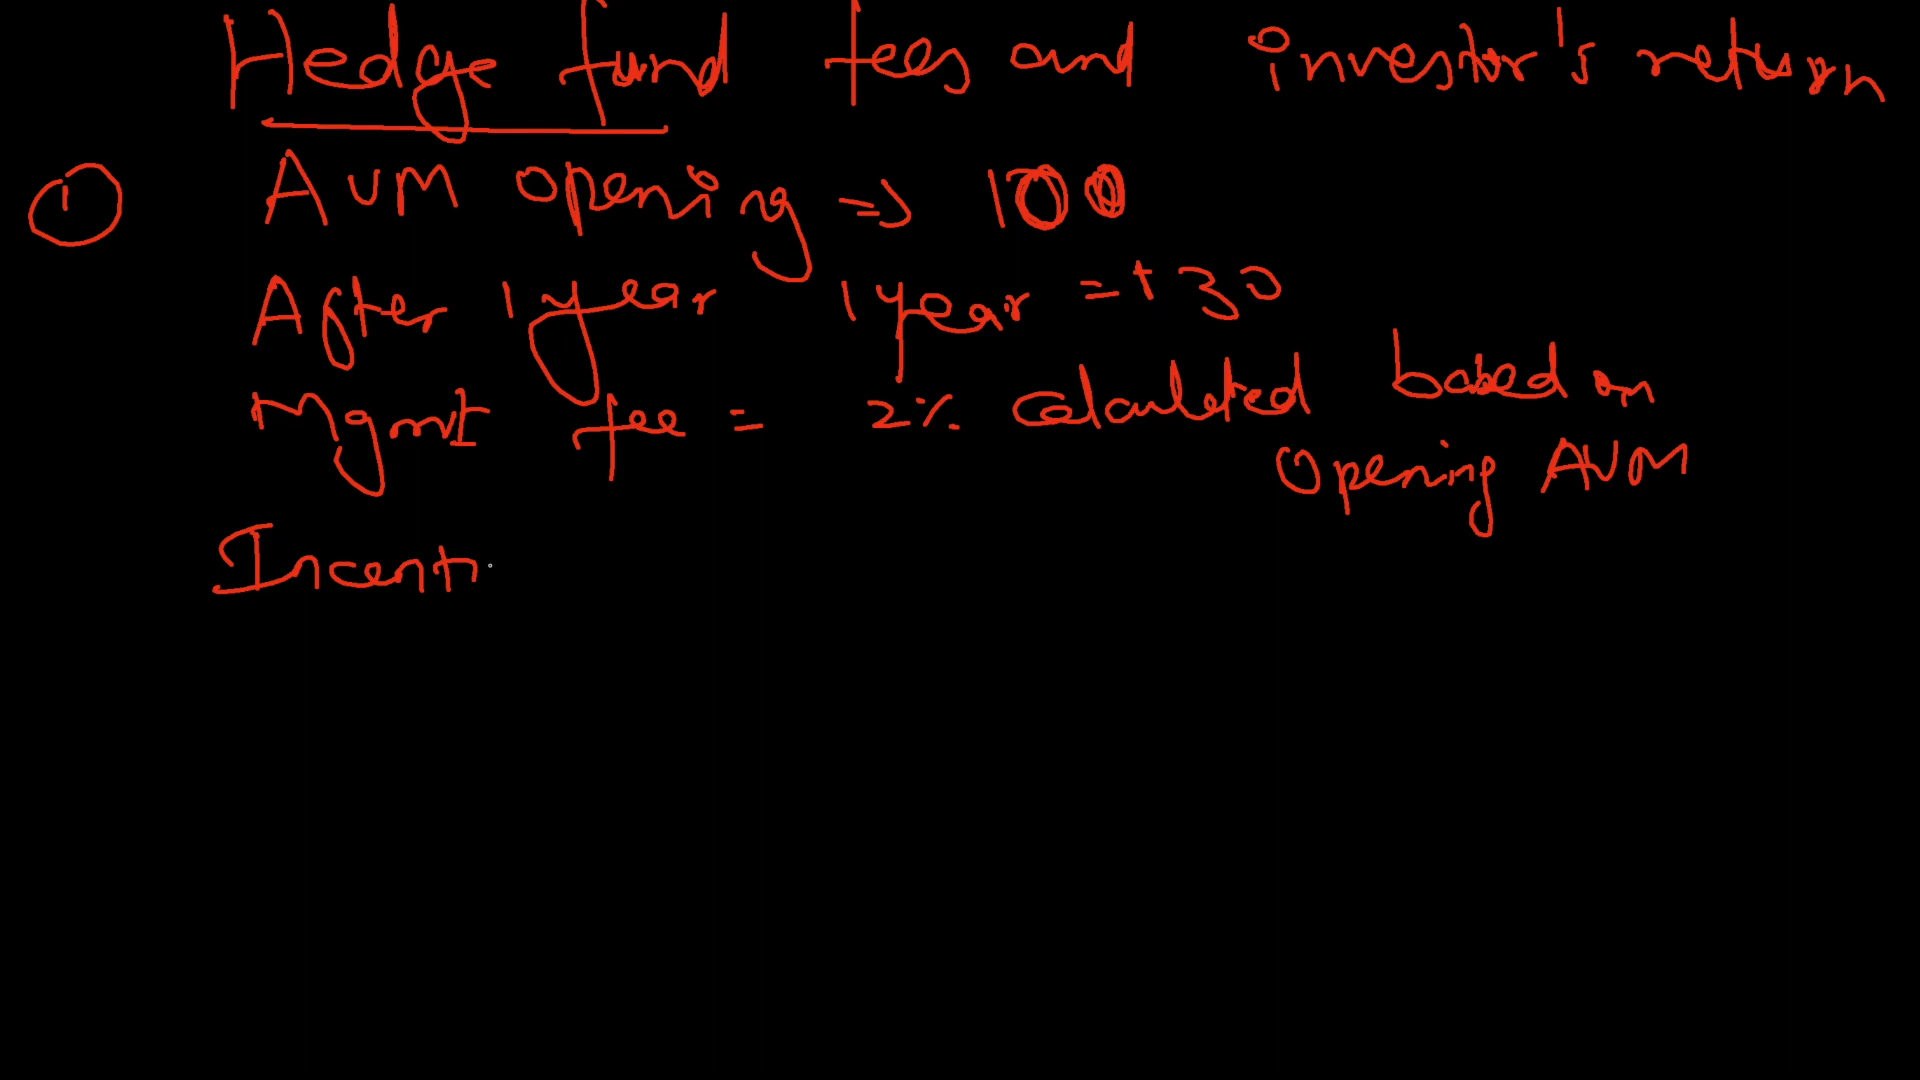 Hedge fund fees and investor's return
① AUM opening => 100
After 1 year 1 year = + 30
Mgmt fee = 2% calculated based on
Opening AUM
Incenti